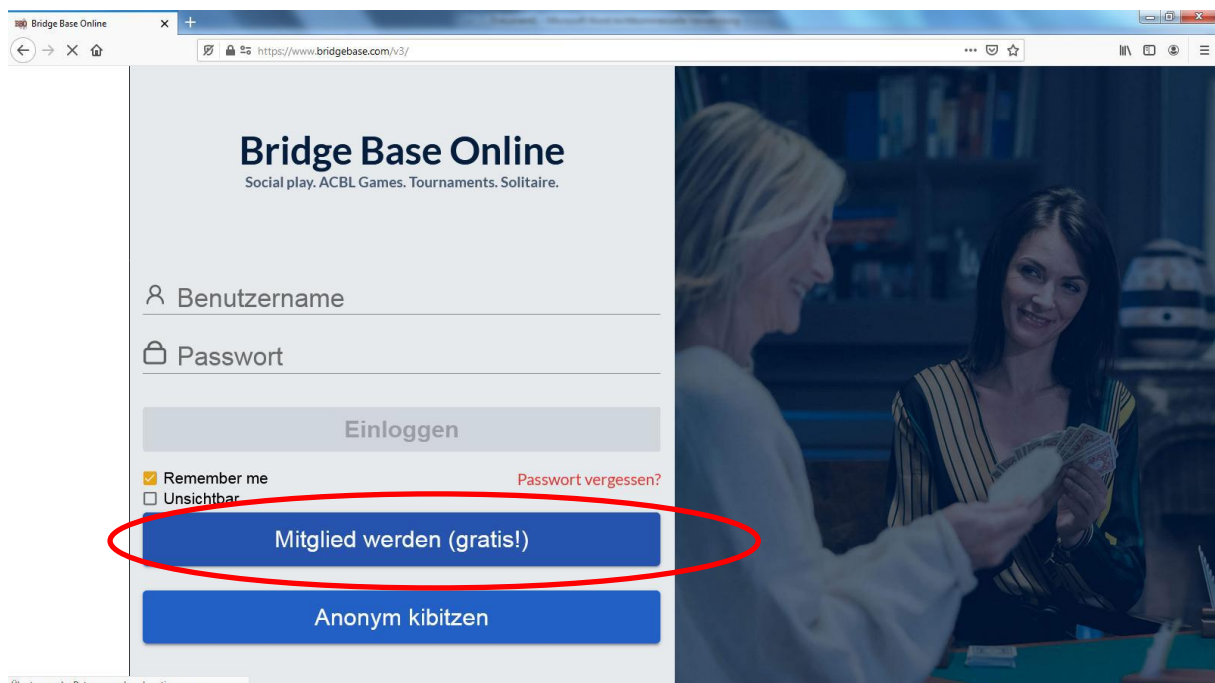 Bridge Base Online
https://www.bridgebase.com/v3/
Bridge Base Online
Social play. ACBL Games. Tournaments. Solitaire.
Benutzername
Passwort
Einloggen
Remember me
Passwort vergessen?
Unsichtbar
Mitglied werden (gratis!)
Anonym kibitzen